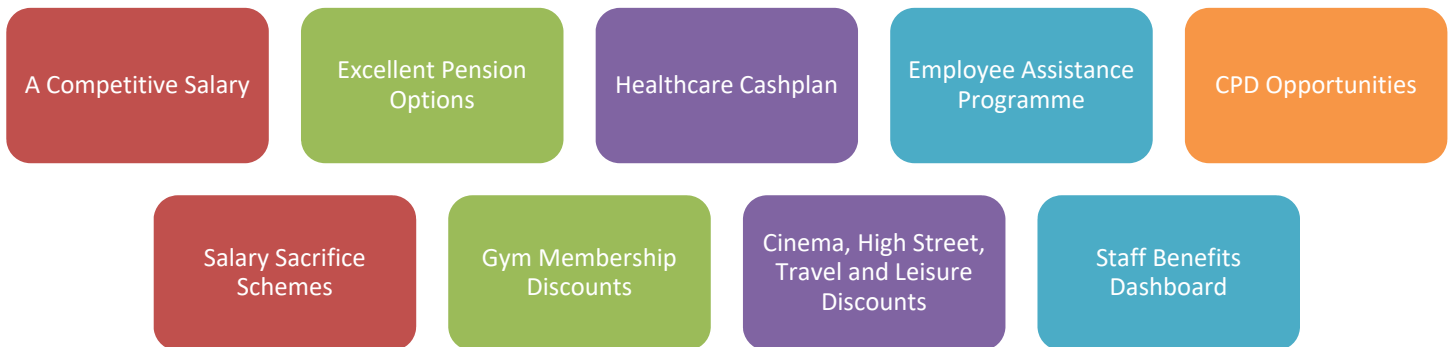 A Competitive Salary
Excellent Pension
Options
Healthcare Cashplan
Employee Assistance
Programme
CPD Opportunities
Salary Sacrifice
Schemes
Gym Membership
Discounts
Cinema, High Street,
Travel and Leisure
Discounts
Staff Benefits
Dashboard